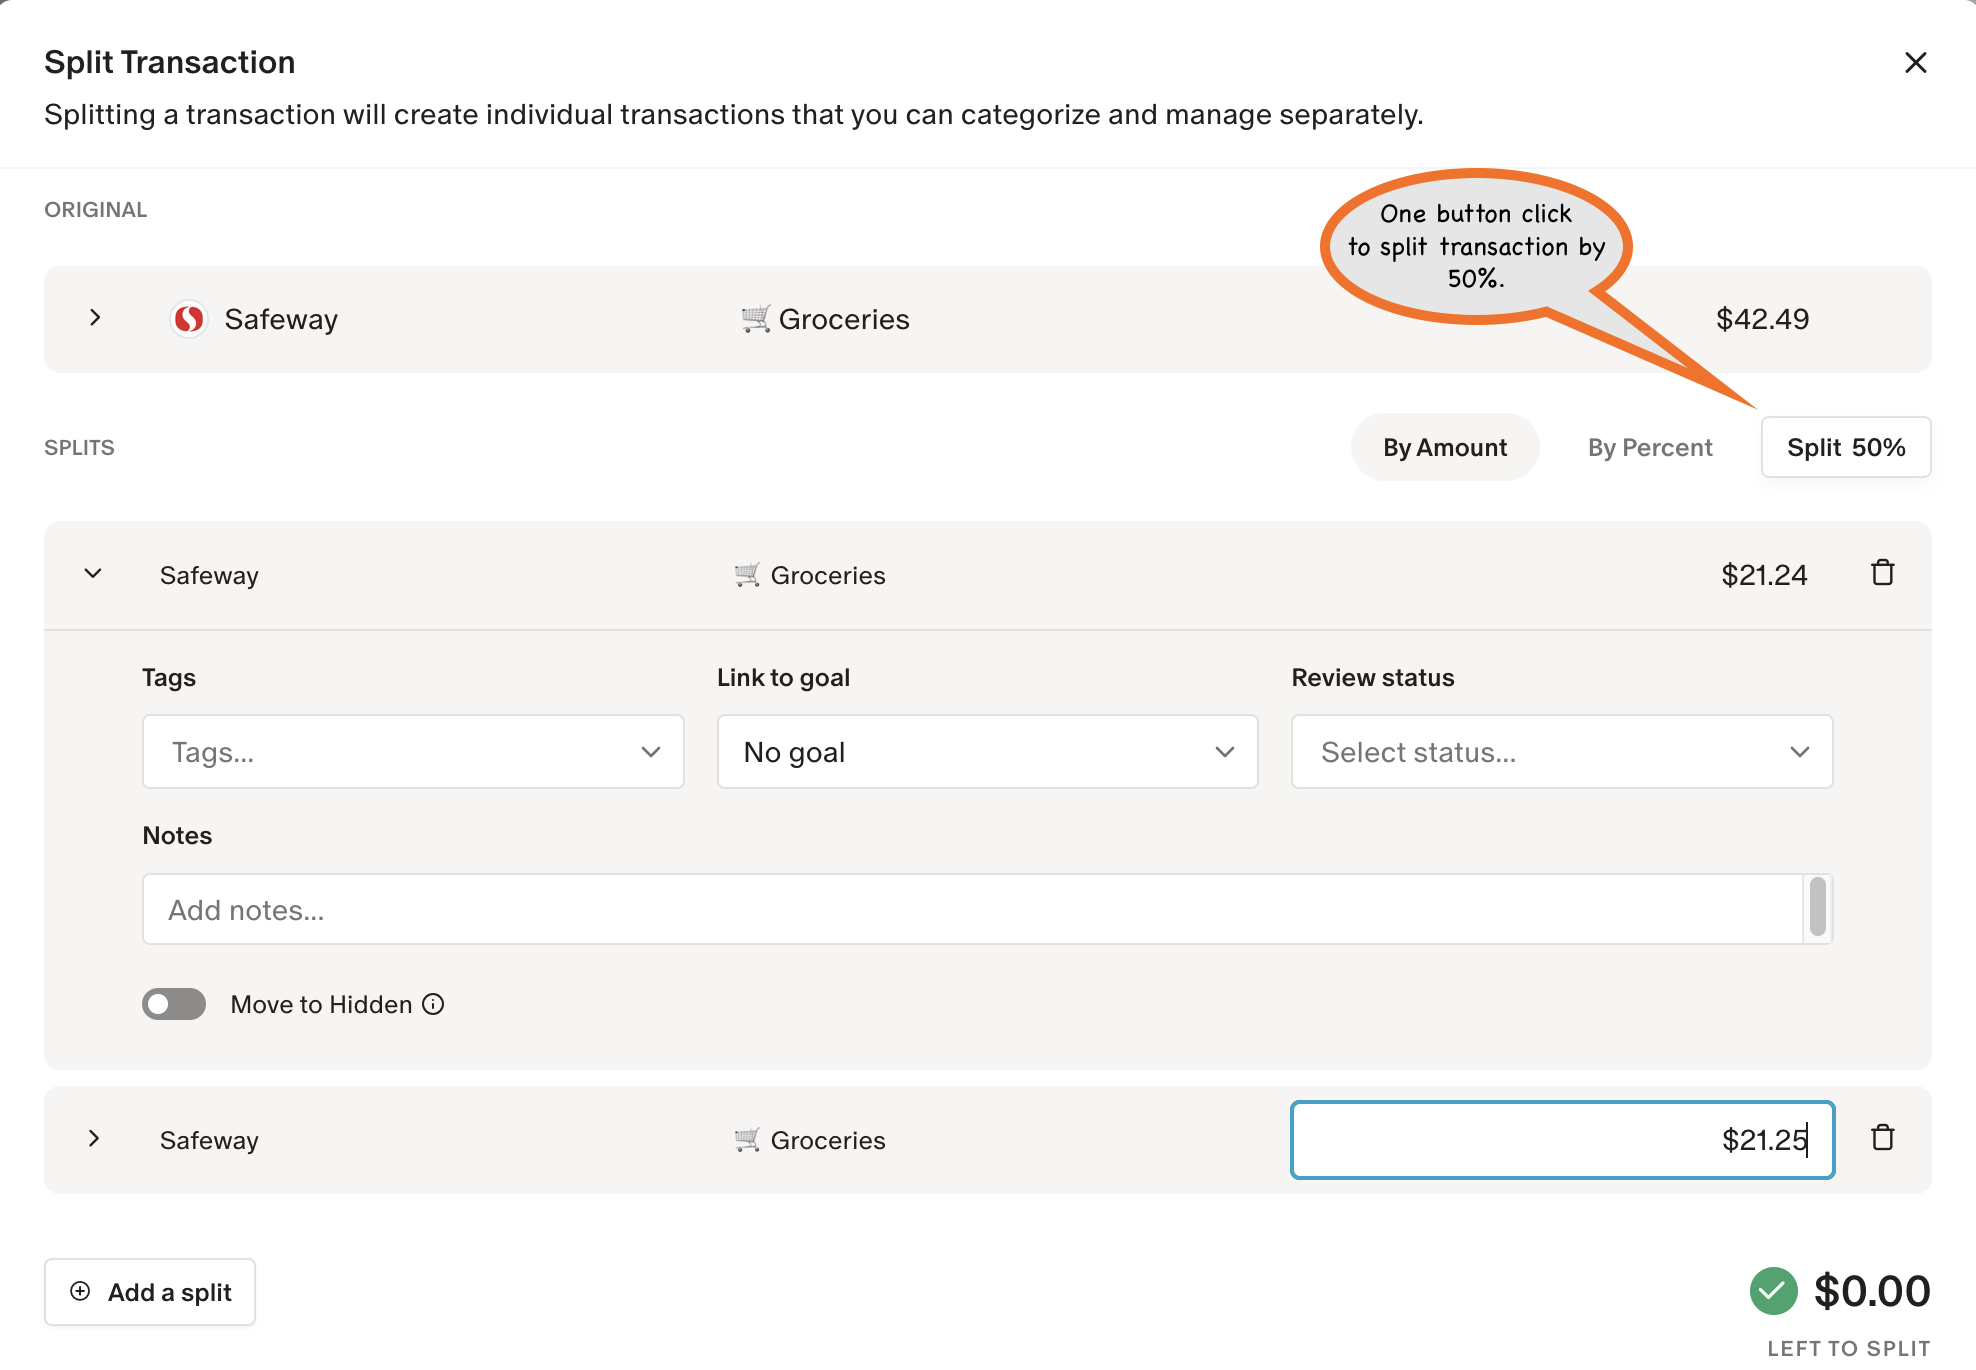 Split Transaction
Splitting a transaction will create individual transactions that you can categorize and manage separately.
ORIGINAL
One button click
to split transaction by
50%.
Safeway Groceries $42.49
SPLITS By Amount By Percent Split 50%
Safeway Groceries $21.24
Tags Link to goal Review status
Tags... No goal Select status...
Notes
Add notes...
Move to Hidden
Safeway Groceries $21.25
Add a split $0.00
LEFT TO SPLIT